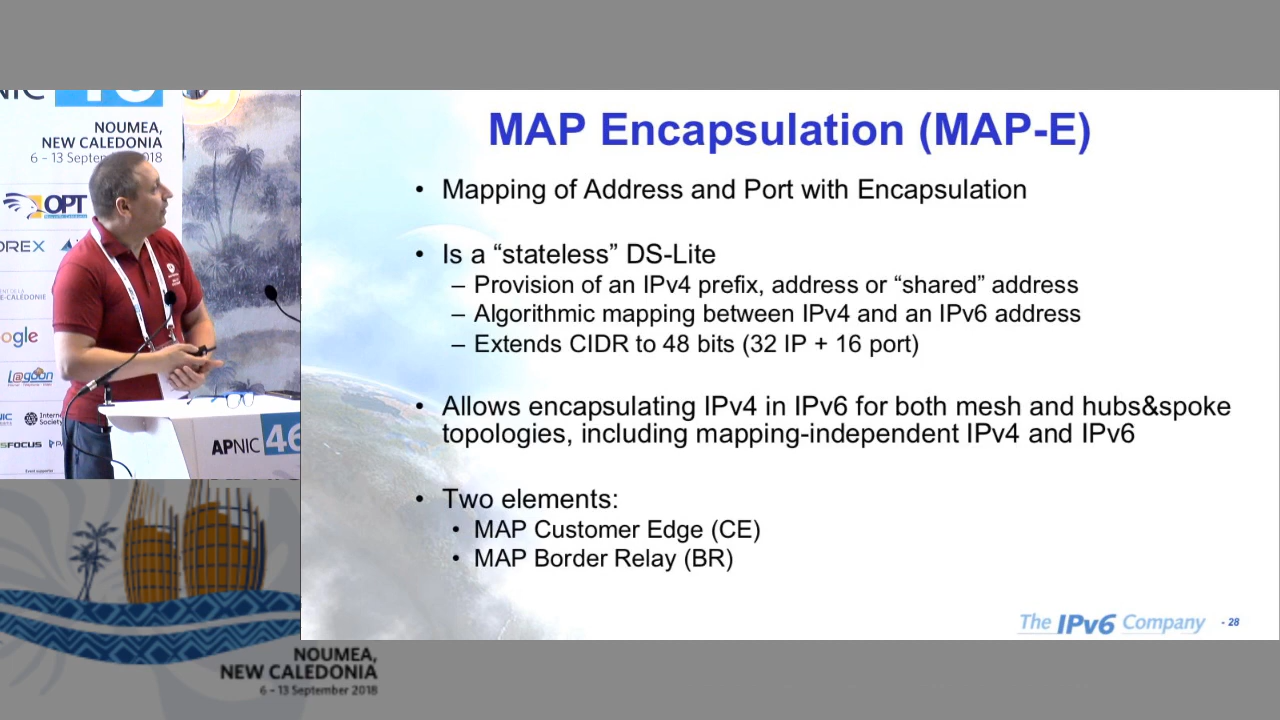 NOUMEA,
NEW CALEDONIA
6 – 13 September 2018
OPT
OREX
E-CALÉDONIE
ogle
L@goon
Internet
Society
SFOCUS
Event supporter
APNIC 46
MAP Encapsulation (MAP-E)
• Mapping of Address and Port with Encapsulation
• Is a “stateless” DS-Lite
– Provision of an IPv4 prefix, address or “shared” address
– Algorithmic mapping between IPv4 and an IPv6 address
– Extends CIDR to 48 bits (32 IP + 16 port)
• Allows encapsulating IPv4 in IPv6 for both mesh and hubs&spoke
topologies, including mapping-independent IPv4 and IPv6
• Two elements:
• MAP Customer Edge (CE)
• MAP Border Relay (BR)
The IPv6 Company - 28
NOUMEA,
NEW CALEDONIA
6 – 13 September 2018